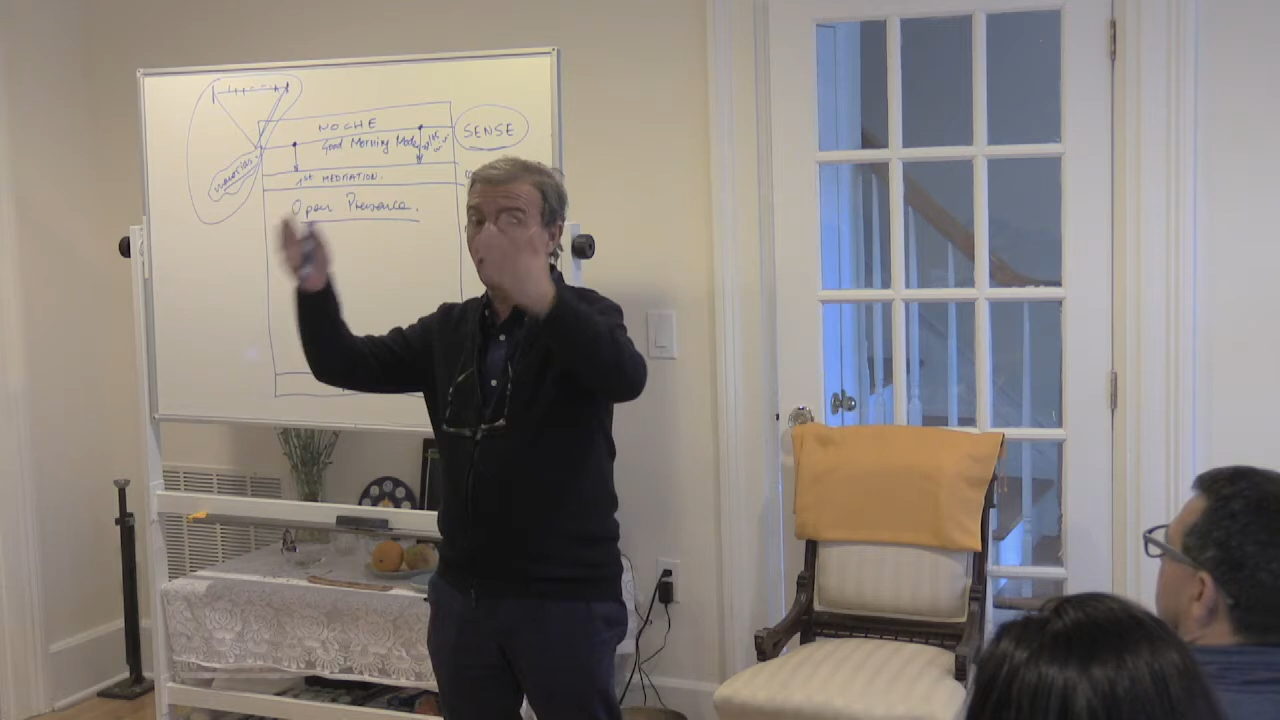 NOCHE
SENSE
Good Morning Mode
1st MEDITATION.
Open Presence.